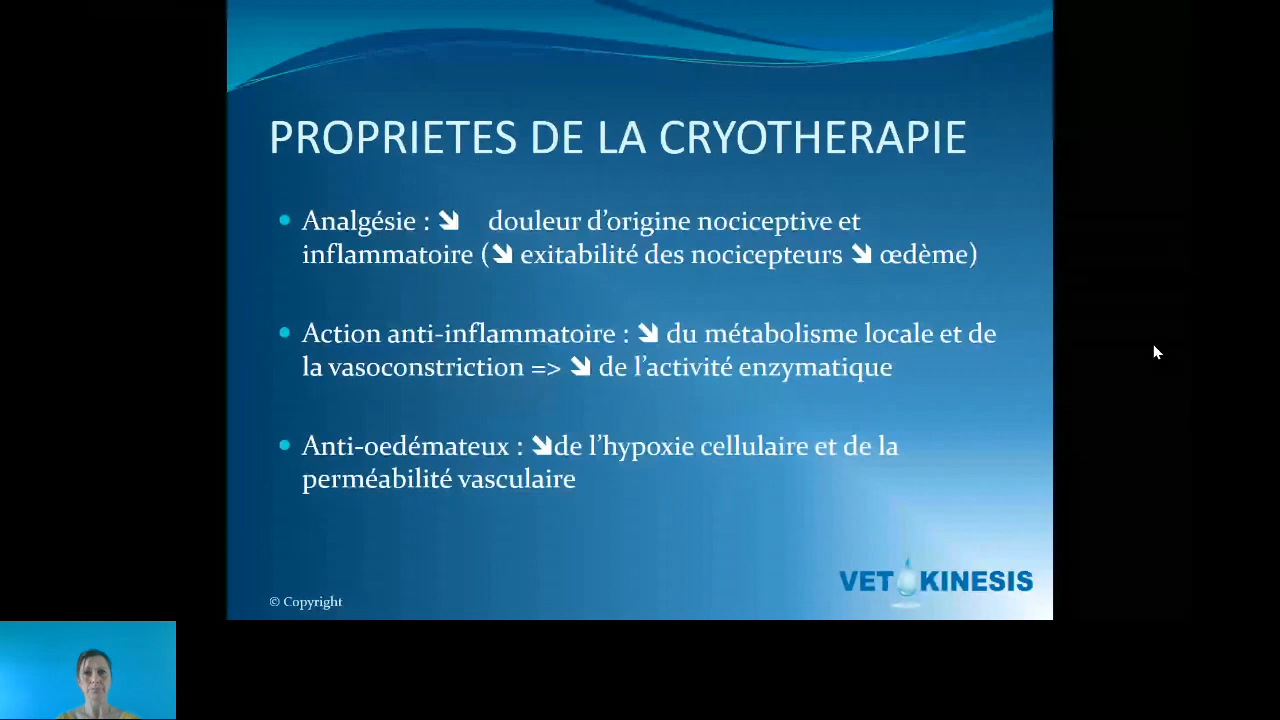 PROPRIETES DE LA CRYOTHERAPIE
• Analgésie : ⬊ douleur d’origine nociceptive et
inflammatoire (⬊ exitabilité des nocicepteurs ⬊ œdème)
• Action anti-inflammatoire : ⬊ du métabolisme locale et de
la vasoconstriction => ⬊ de l’activité enzymatique
• Anti-oedémateux : ⬊de l’hypoxie cellulaire et de la
perméabilité vasculaire
VET KINESIS
© Copyright